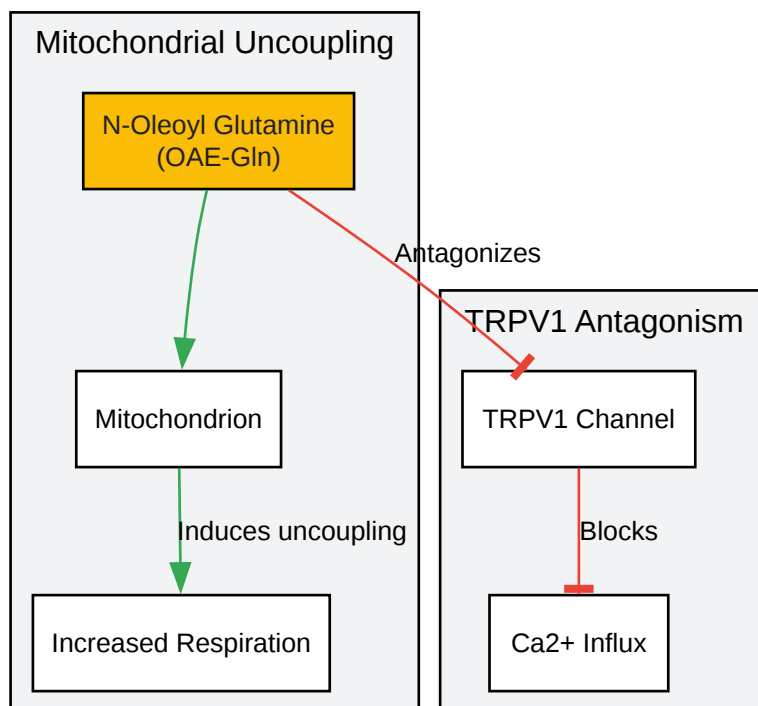 Mitochondrial Uncoupling
N-Oleoyl Glutamine
(OAE-Gln)
Antagonizes
TRPV1 Antagonism
Mitochondrion
TRPV1 Channel
Induces uncoupling
Blocks
Increased Respiration
Ca2+ Influx